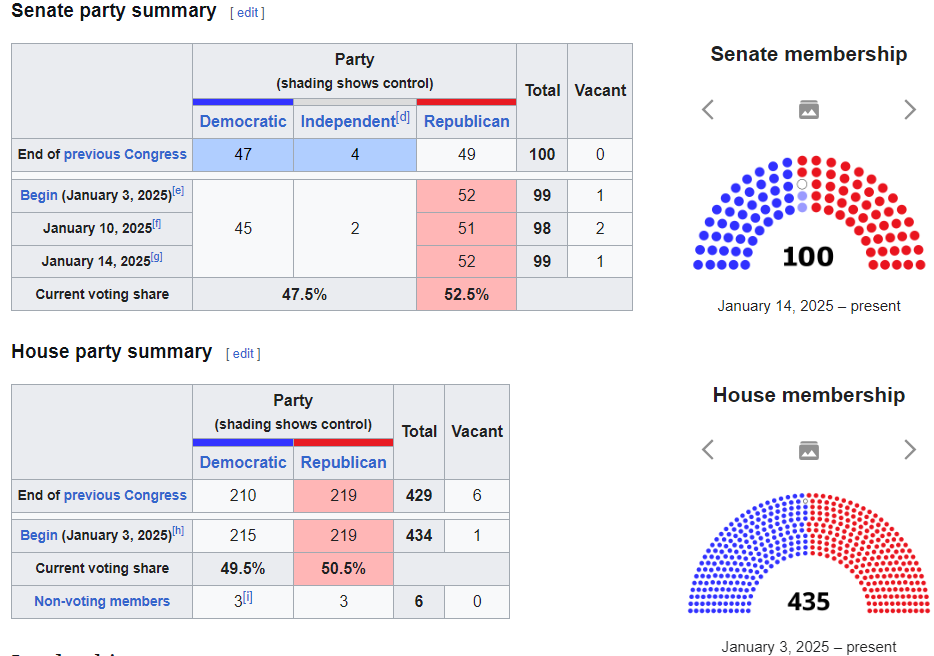 Senate party summary [ edit ]
Party
(shading shows control)
Total Vacant
Democratic Independent[d] Republican
End of previous Congress 47 4 49 100 0
Begin (January 3, 2025)[e] 45 2 52 99 1
January 10, 2025[f] 51 98 2
January 14, 2025[g] 52 99 1
Current voting share 47.5% 52.5%
Senate membership
100
January 14, 2025 – present
House party summary [ edit ]
Party
(shading shows control)
Total Vacant
Democratic Republican
End of previous Congress 210 219 429 6
Begin (January 3, 2025)[h] 215 219 434 1
Current voting share 49.5% 50.5%
Non-voting members 3[i] 3 6 0
House membership
435
January 3, 2025 – present